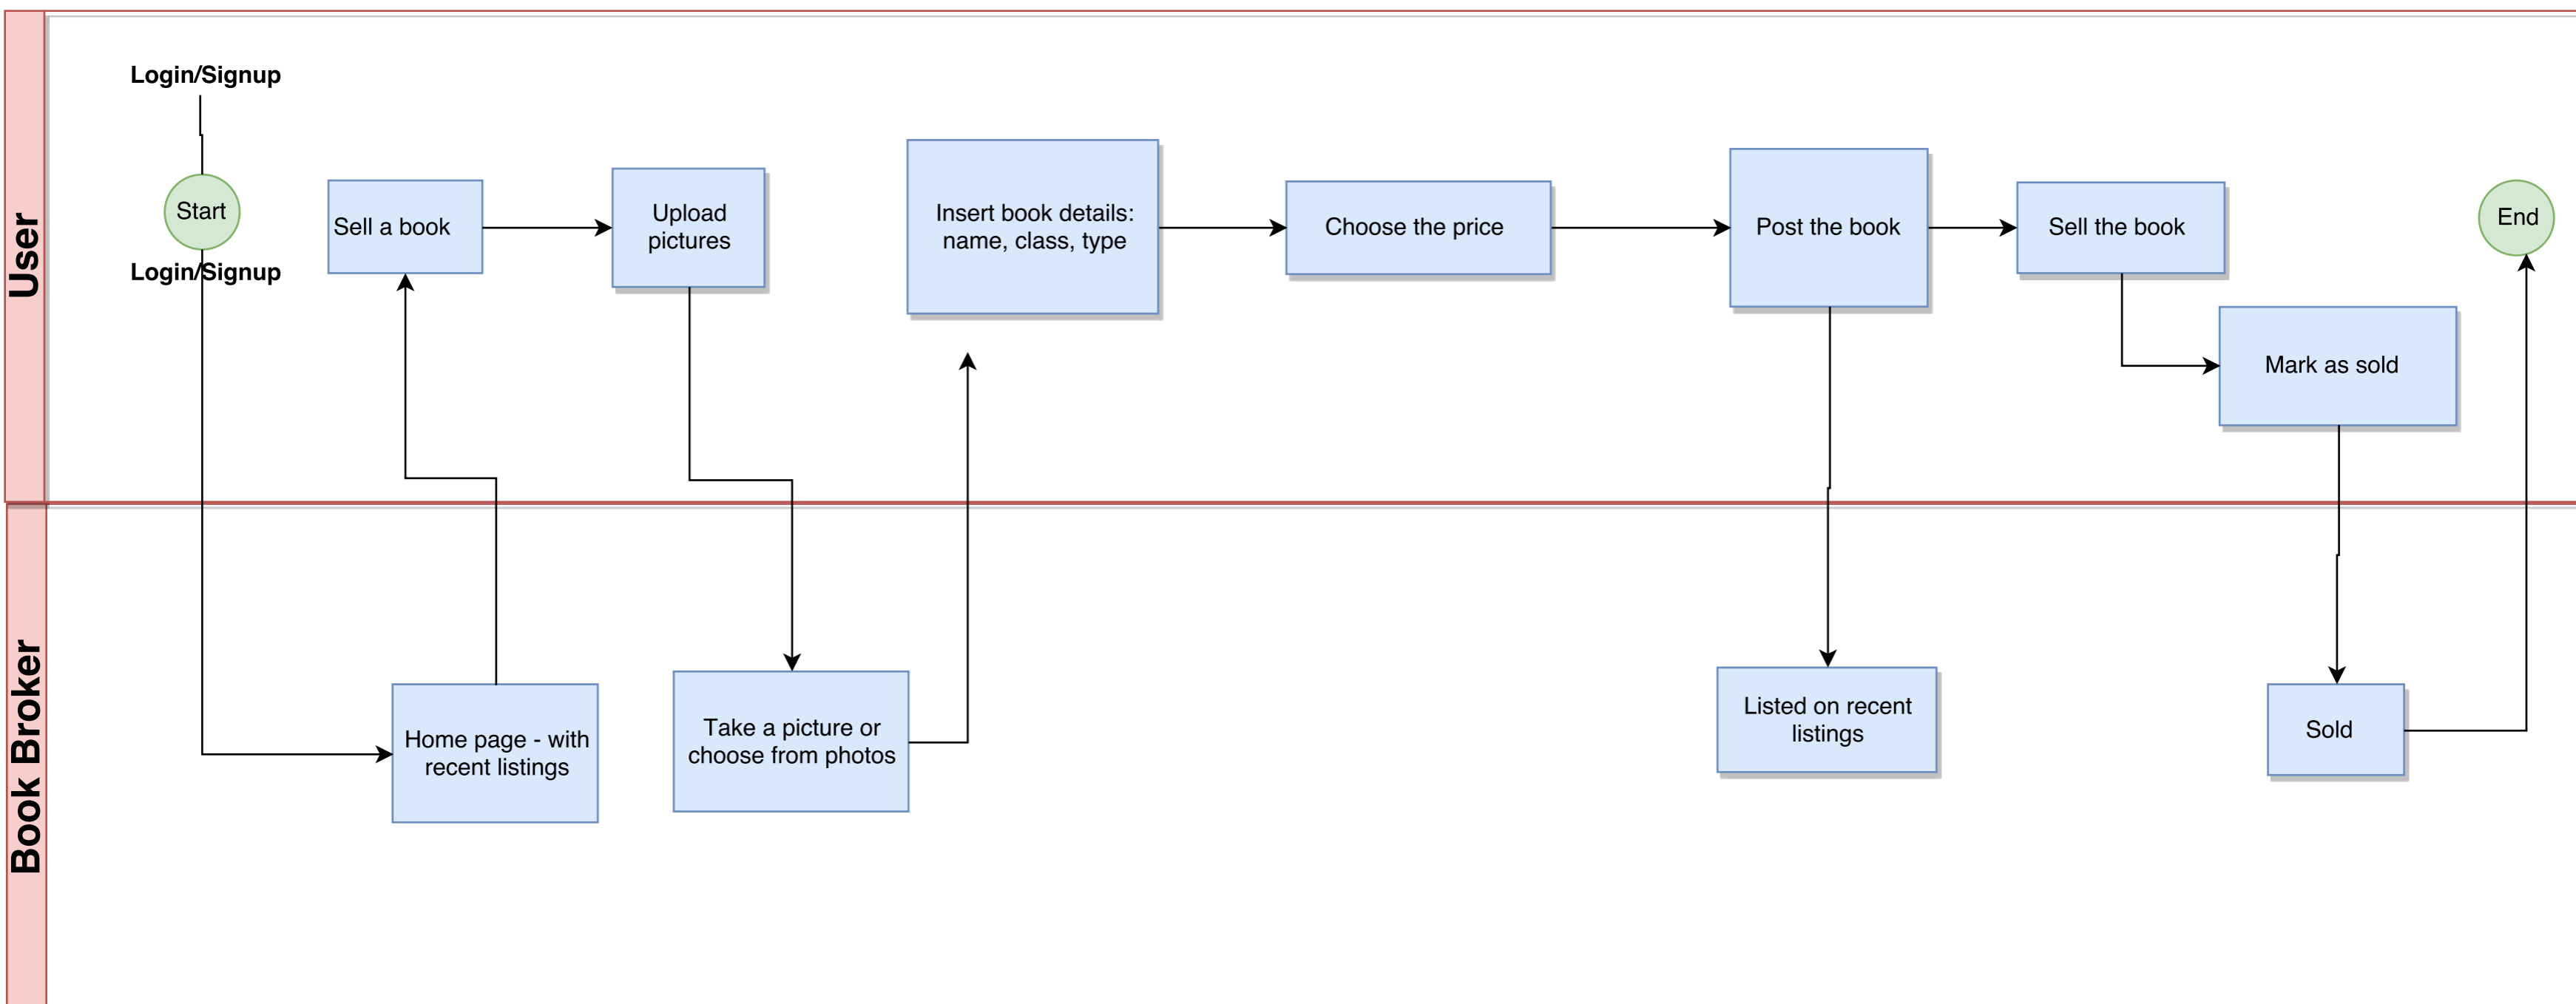 User
Login/Signup
Start
Login/Signup
Sell a book
Upload
pictures
Insert book details:
name, class, type
Choose the price
Post the book
Sell the book
Mark as sold
End
Book Broker
Home page - with
recent listings
Take a picture or
choose from photos
Listed on recent
listings
Sold